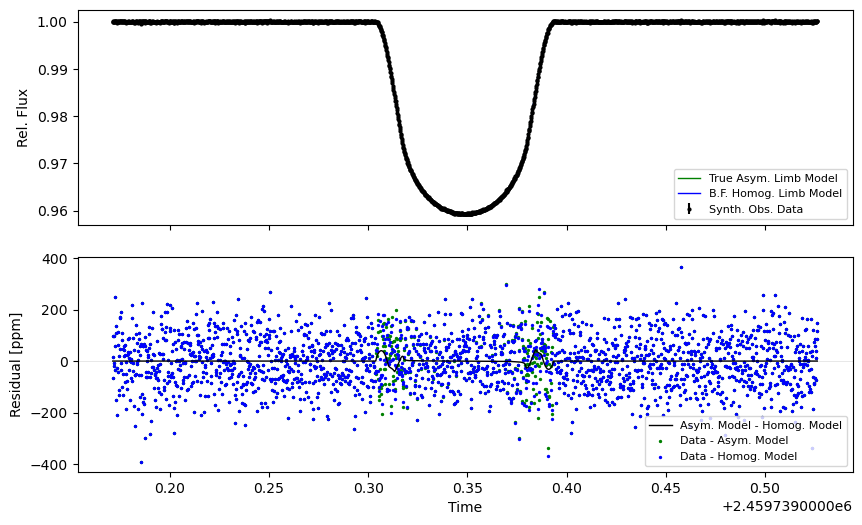 1.00
0.99
0.98
0.97
0.96
Rel. Flux
True Asym. Limb Model
B.F. Homog. Limb Model
Synth. Obs. Data
400
200
0
−200
−400
Residual [ppm]
Asym. Model - Homog. Model
Data - Asym. Model
Data - Homog. Model
0.20 0.25 0.30 0.35 0.40 0.45 0.50
Time
+2.4597390000e6